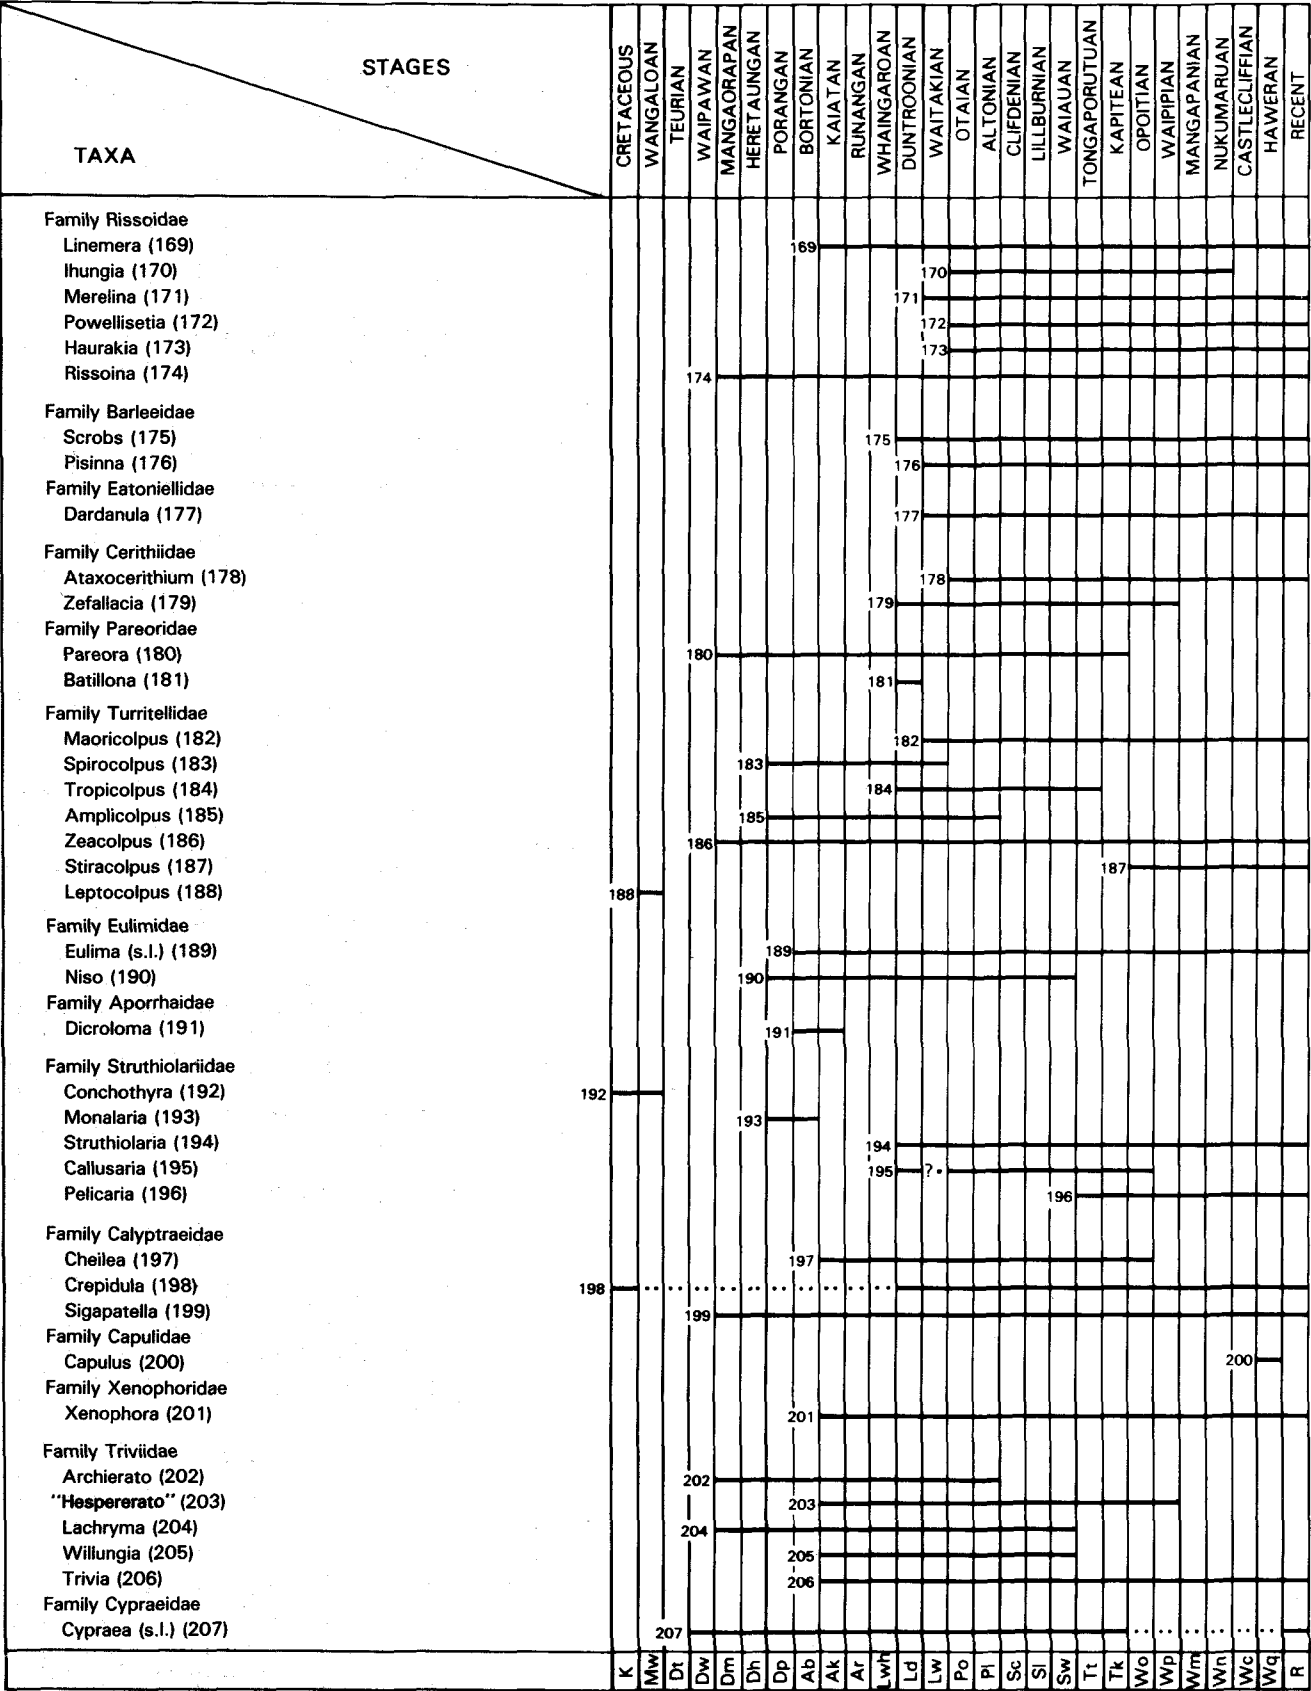 STAGES
TAXA
CRETACEOUS
WANGALOAN
TEURIAN
WAIPAWAN
MANGAORAPAN
HERETAUNGAN
PORANGAN
BORTONIAN
KAIATAN
RUNANGAN
WHAINGAROAN
DUNTROONIAN
WAITAKIAN
OTAIAN
ALTONIAN
CLIFDENIAN
LILLBURNIAN
WAIAUAN
TONGAPORUTUAN
KAPITEAN
OPOITIAN
WAIPIPIAN
MANGAPANIAN
NUKUMARUAN
CASTLECLIFFIAN
HAWERAN
RECENT
Family Rissoidae
Linemera (169) 169
Ihungia (170) 170
Merelina (171) 171
Powellisetia (172) 172
Haurakia (173) 173
Rissoina (174) 174
Family Barleeidae
Scrobs (175) 175
Pisinna (176) 176
Family Eatoniellidae
Dardanula (177) 177
Family Cerithiidae
Ataxocerithium (178) 178
Zefallacia (179) 179
Family Pareoridae
Pareora (180) 180
Batillona (181) 181
Family Turritellidae
Maoricolpus (182) 182
Spirocolpus (183) 183
Tropicolpus (184) 184
Amplicolpus (185) 185
Zeacolpus (186) 186
Stiracolpus (187) 187
Leptocolpus (188) 188
Family Eulimidae
Eulima (s.l.) (189) 189
Niso (190) 190
Family Aporrhaidae
Dicroloma (191) 191
Family Struthiolariidae
Conchothyra (192) 192
Monalaria (193) 193
Struthiolaria (194) 194
Callusaria (195) 195 ?
Pelicaria (196) 196
Family Calyptraeidae
Cheilea (197) 197
Crepidula (198) 198
Sigapatella (199) 199
Family Capulidae
Capulus (200) 200
Family Xenophoridae
Xenophora (201) 201
Family Triviidae
Archierato (202) 202
"Hespererato" (203) 203
Lachryma (204) 204
Willungia (205) 205
Trivia (206) 206
Family Cypraeidae
Cypraea (s.l.) (207) 207
K Mw Dt Dw Dm Dh Dp Ab Ak Ar Lwh Ld Lw Po Pl Sc Sl Sw Tt Tk Wo Wp Wm Wn Wc Wq R